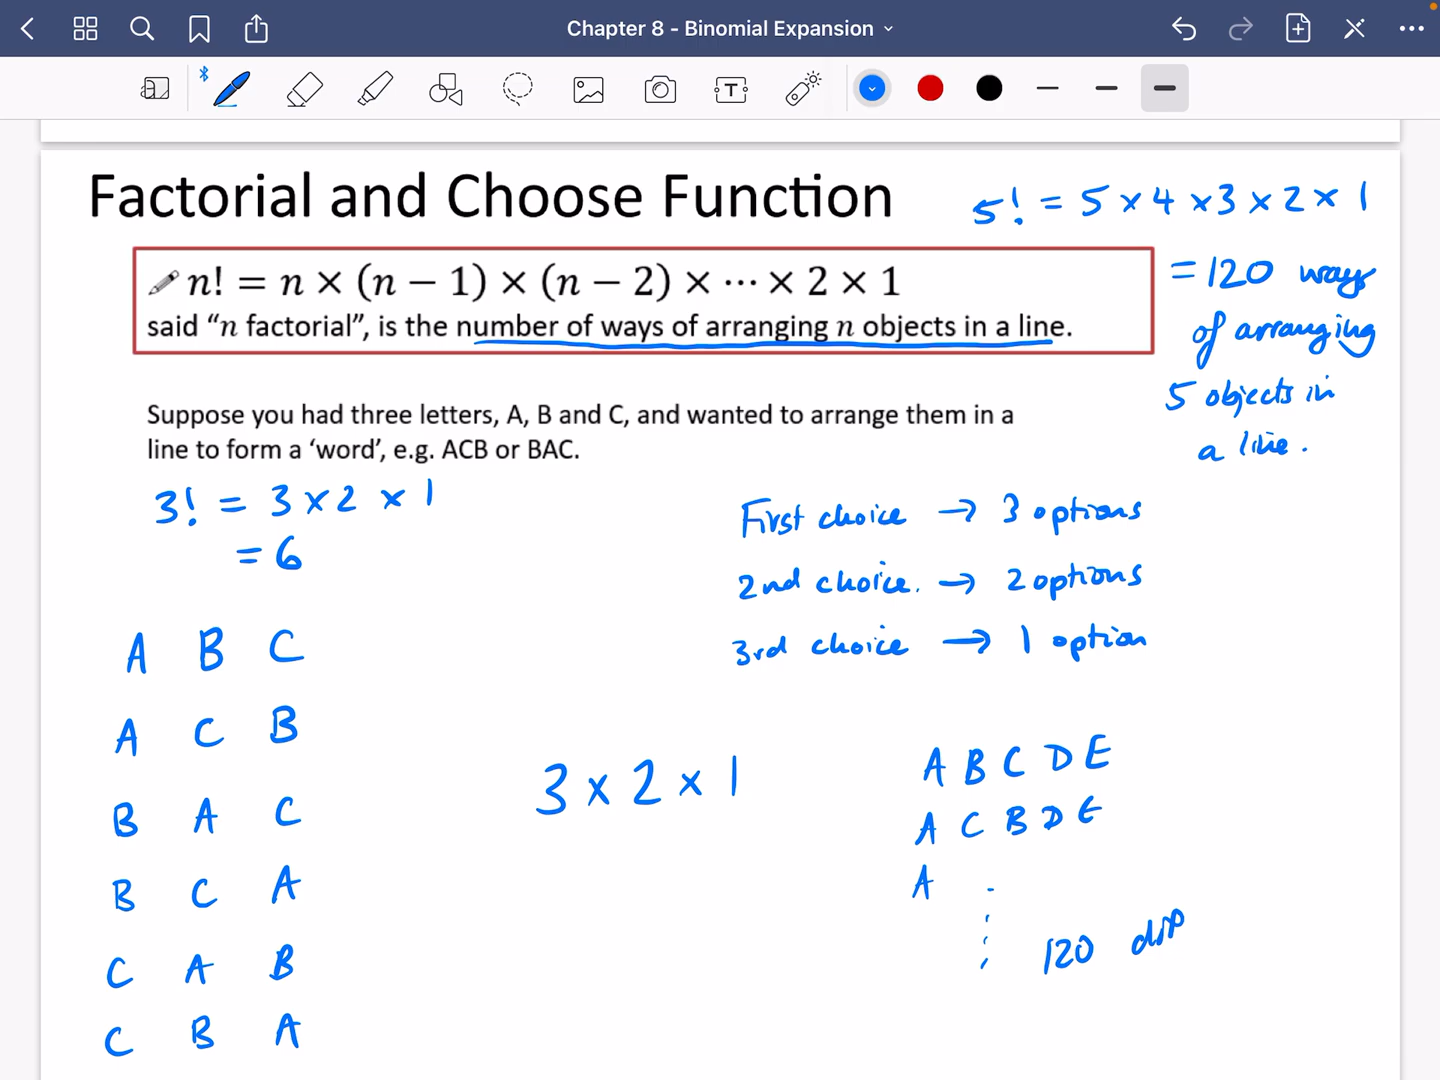 Chapter 8 - Binomial Expansion
Factorial and Choose Function
5! = 5 × 4 × 3 × 2 × 1
n! = n × (n − 1) × (n − 2) × ⋯ × 2 × 1
said “n factorial”, is the number of ways of arranging n objects in a line.
= 120 ways
of arranging
5 objects in
a line.
Suppose you had three letters, A, B and C, and wanted to arrange them in a
line to form a ‘word’, e.g. ACB or BAC.
3! = 3 × 2 × 1
= 6
First choice → 3 options
2nd choice. → 2 options
3rd choice → 1 option
A B C
A C B
B A C
B C A
C A B
C B A
3 × 2 × 1
A B C D E
A C B D E
A
120